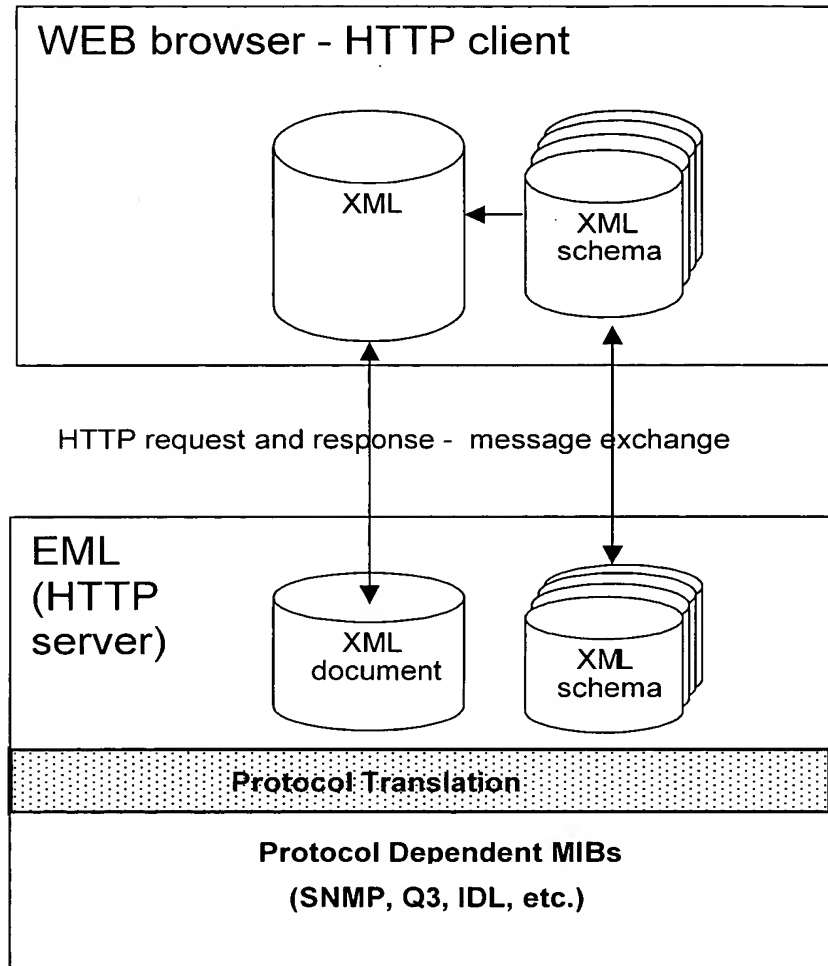 WEB browser - HTTP client
XML
XML
schema
HTTP request and response - message exchange
EML
(HTTP
server)
XML
document
XML
schema
Protocol Translation
Protocol Dependent MIBs
(SNMP, Q3, IDL, etc.)